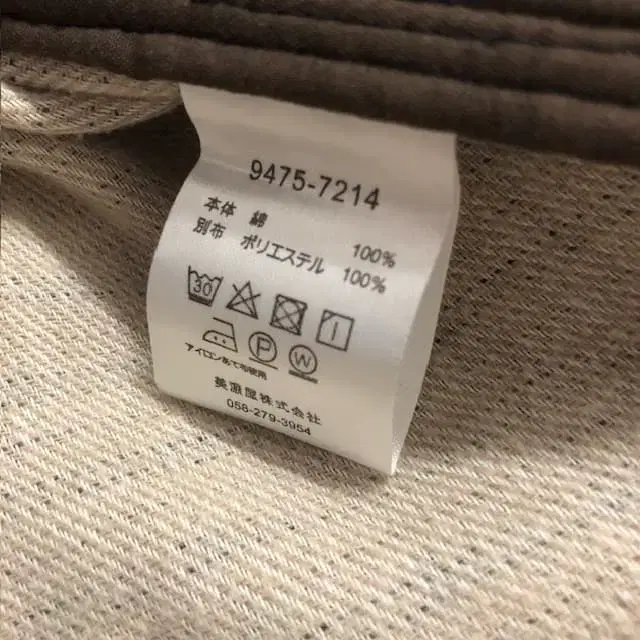 9475-7214
本体 綿 100%
別布 ポリエステル 100%
30
P W
アイロンあて布使用
美濃屋株式会社
058-279-3954